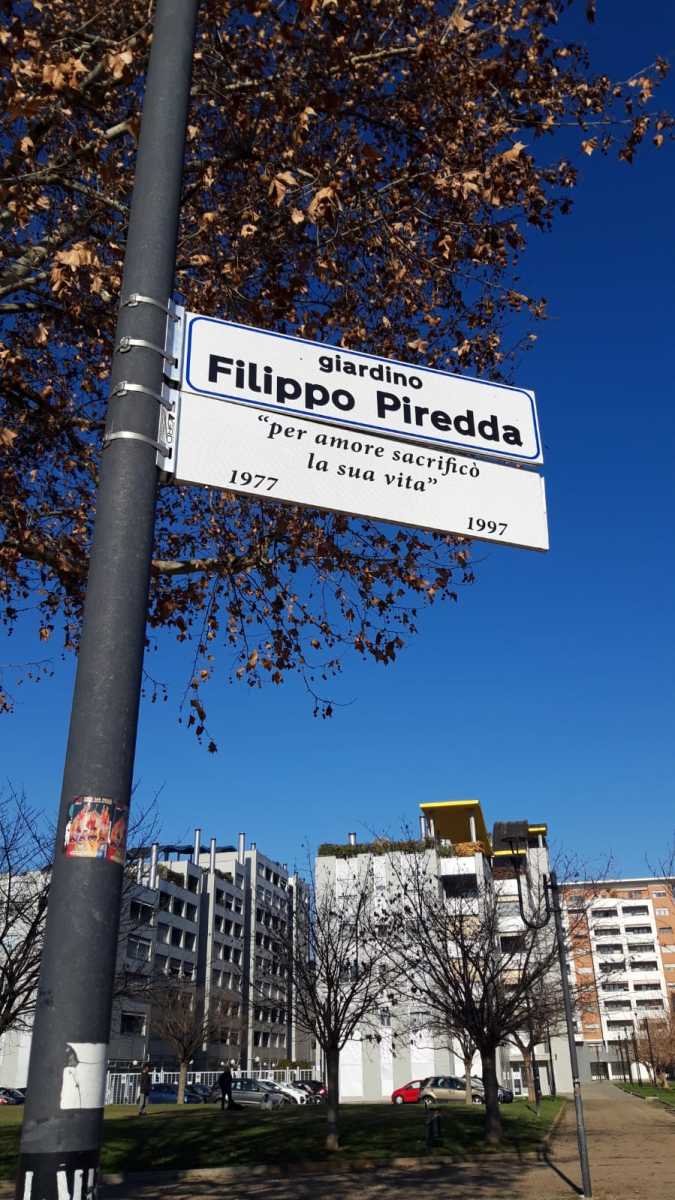 giardino
Filippo Piredda
“per amore sacrificò
la sua vita”
1977
1997